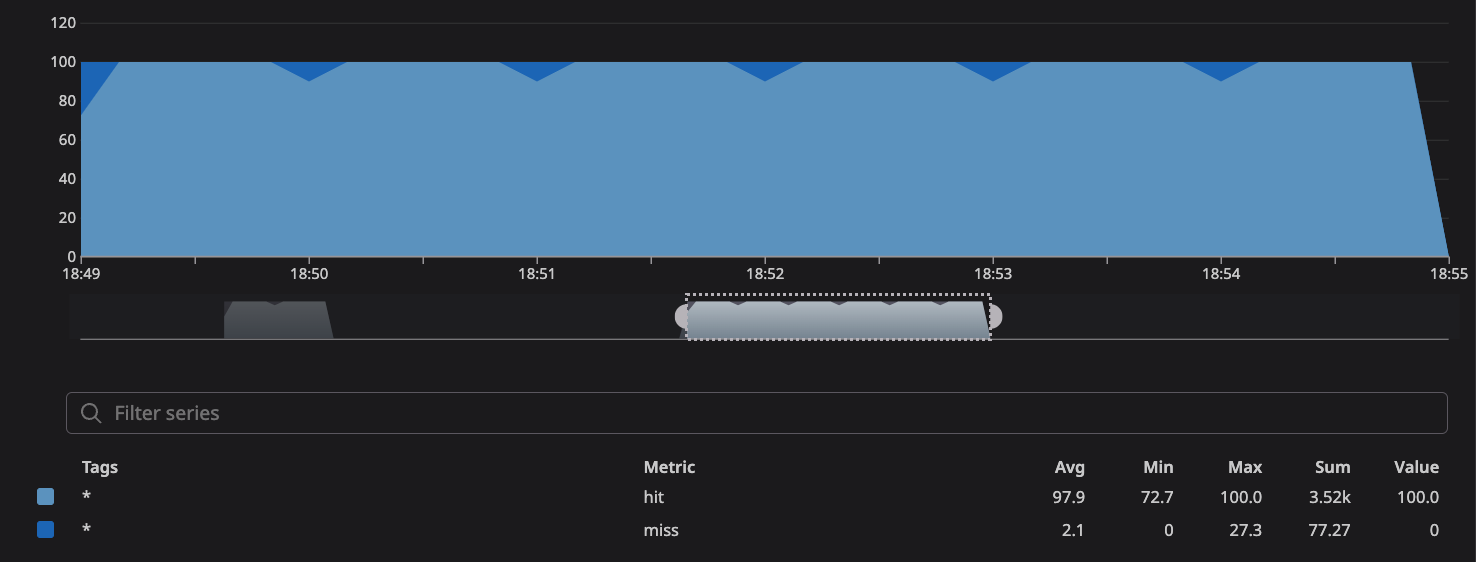 120
100
80
60
40
20
0
18:49 18:50 18:51 18:52 18:53 18:54 18:55
Filter series
Tags Metric Avg Min Max Sum Value
* hit 97.9 72.7 100.0 3.52k 100.0
* miss 2.1 0 27.3 77.27 0